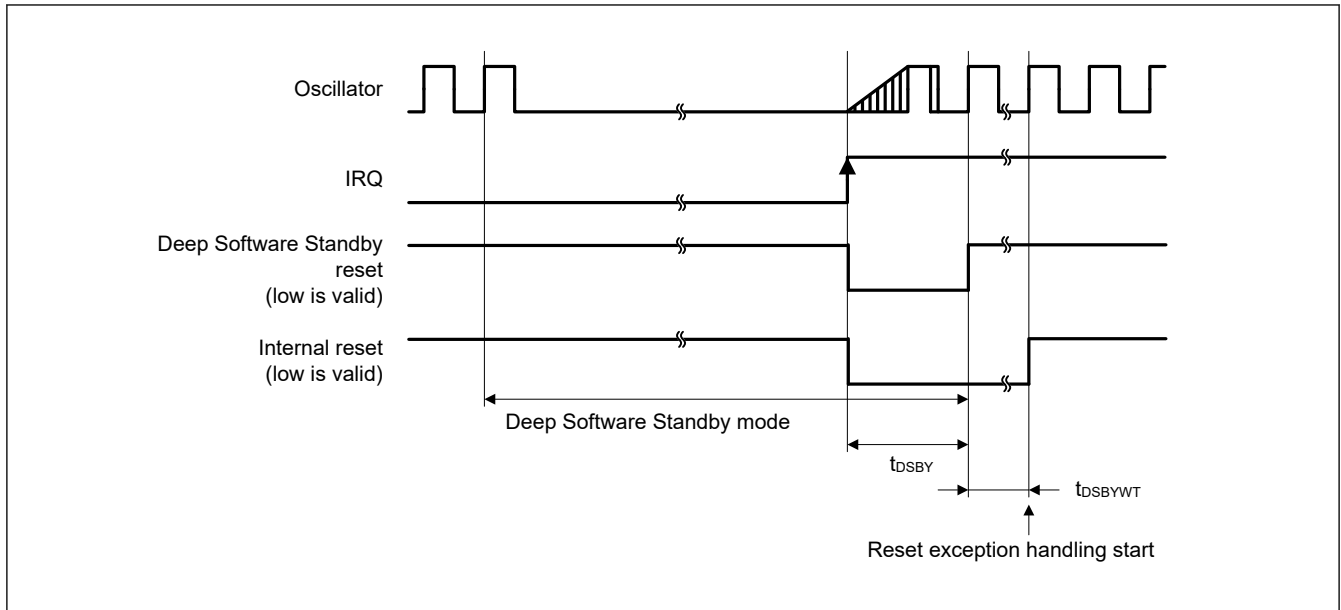 Oscillator
IRQ
Deep Software Standby
reset
(low is valid)
Internal reset
(low is valid)
Deep Software Standby mode
tDSBY
tDSBYWT
Reset exception handling start